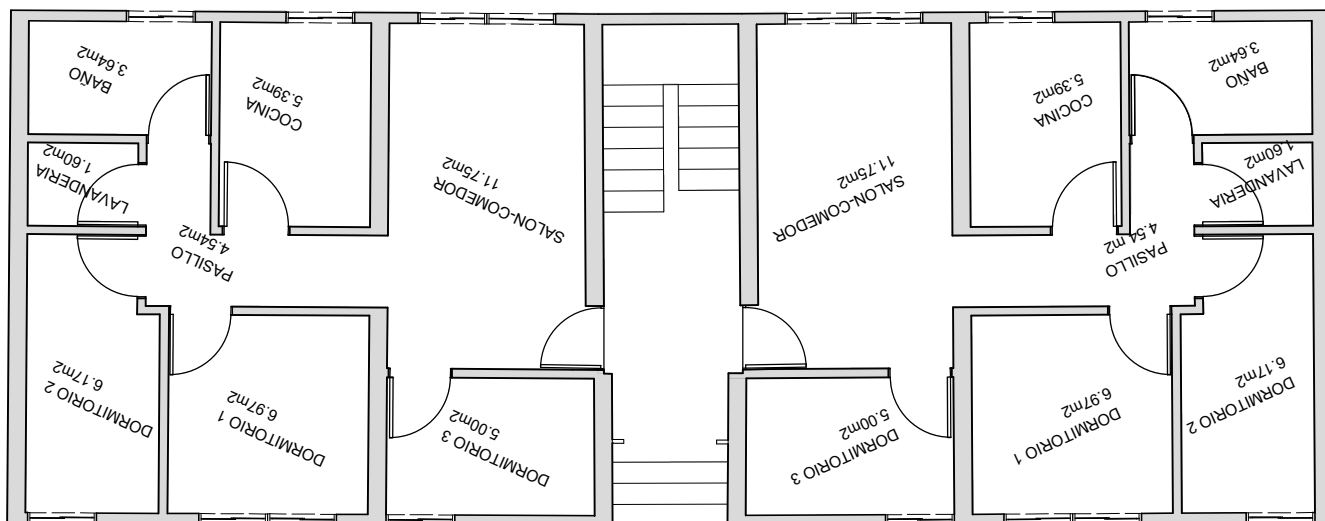 BAÑO
3.64m2
COCINA
5.39m2
LAVANDERIA
1.60m2
SALON-COMEDOR
11.75m2
PASILLO
4.54m2
DORMITORIO 2
6.17m2
DORMITORIO 1
6.97m2
DORMITORIO 3
5.00m2
SALON-COMEDOR
11.75m2
COCINA
5.39m2
BAÑO
3.64m2
LAVANDERIA
1.60m2
PASILLO
4.54 m2
DORMITORIO 3
5.00m2
DORMITORIO 1
6.97m2
DORMITORIO 2
6.17m2